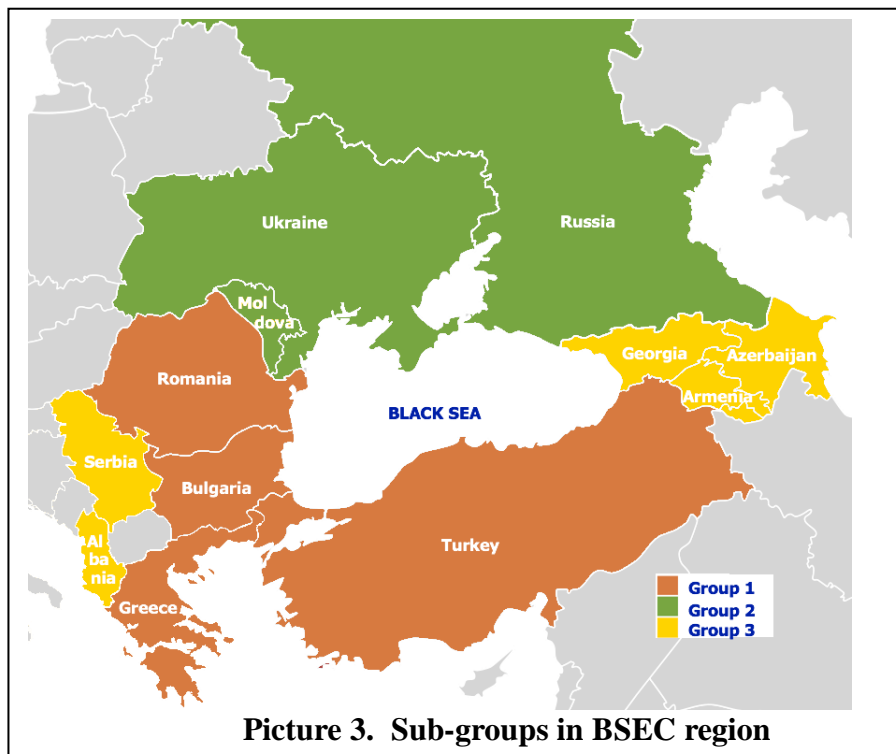 Ukraine
Russia
Mol
dova
Romania
Georgia
Azerbaijan
Armenia
BLACK SEA
Serbia
Bulgaria
Al
ba
nia
Turkey
Greece
Group 1
Group 2
Group 3
Picture 3. Sub-groups in BSEC region